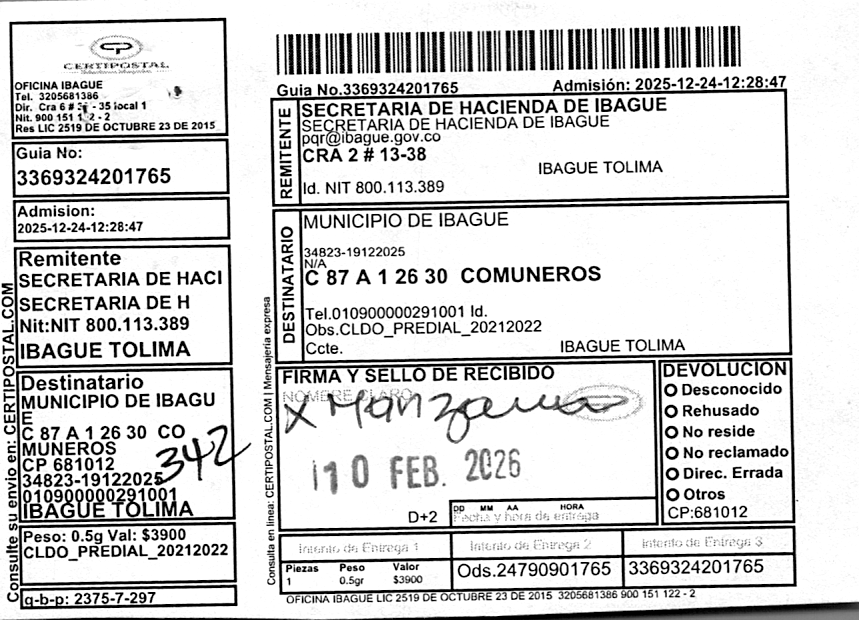 CERTIPOSTAL
OFICINA IBAGUE
Tel. 3205681386
Dir. Cra 6 # - 35 local 1
Nit. 900 151 122 - 2
Res LIC 2519 DE OCTUBRE 23 DE 2015
Guia No:
3369324201765
Admision:
2025-12-24-12:28:47
Remitente
SECRETARIA DE HACI
SECRETARIA DE H
Nit:NIT 800.113.389
IBAGUE TOLIMA
Destinatario
MUNICIPIO DE IBAGU
E
C 87 A 1 26 30 CO
MUNEROS
CP 681012
34823-19122025
010900000291001
IBAGUE TOLIMA
342
Peso: 0.5g Val: $3900
CLDO_PREDIAL_20212022
q-b-p: 2375-7-297
Consulte su envio en: CERTIPOSTAL.COM
Guia No.3369324201765 Admisión: 2025-12-24-12:28:47
REMITENTE
SECRETARIA DE HACIENDA DE IBAGUE
SECRETARIA DE HACIENDA DE IBAGUE
pqr@ibague.gov.co
CRA 2 # 13-38
IBAGUE TOLIMA
Id. NIT 800.113.389
DESTINATARIO
MUNICIPIO DE IBAGUE
34823-19122025
N/A
C 87 A 1 26 30 COMUNEROS
Tel.010900000291001 Id.
Obs.CLDO_PREDIAL_20212022
Ccte. IBAGUE TOLIMA
Consulta en linea: CERTIPOSTAL.COM | Mensajería expresa
FIRMA Y SELLO DE RECIBIDO
NOMBRE CLARO
X Manzana
10 FEB. 2026
D+2
DD MM AA HORA
Fecha y hora de entrega
DEVOLUCION
Desconocido
Rehusado
No reside
No reclamado
Direc. Errada
Otros
CP:681012
Intento de Entrega 1 Intento de Entrega 2 Intento de Entrega 3
Piezas Peso Valor
1 0.5gr $3900
Ods.24790901765 3369324201765
OFICINA IBAGUE LIC 2519 DE OCTUBRE 23 DE 2015 3205681386 900 151 122 - 2